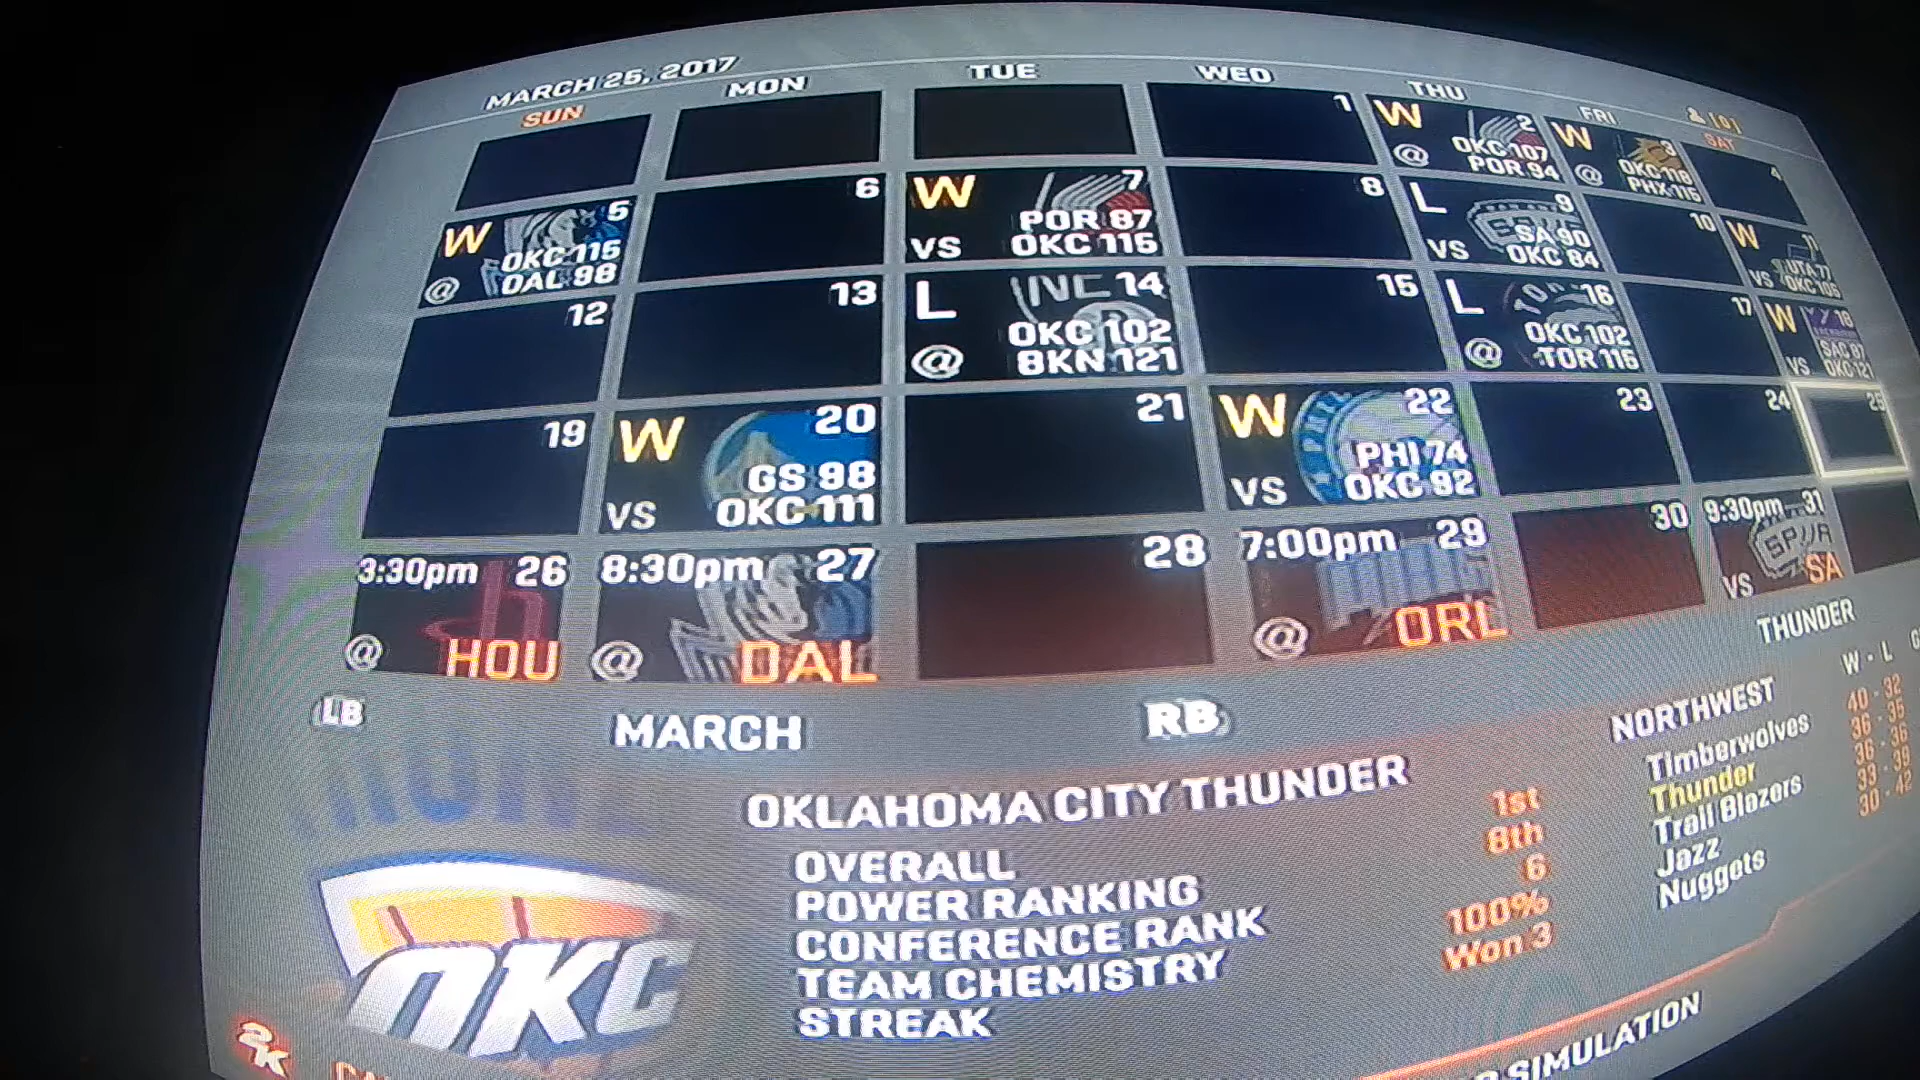 MARCH 25, 2017
SUN MON TUE WED THU FRI SAT
[0]
1
W 2 OKC 107
@ POR 94
W 3 OKC 118
@ PHX 115
4
W 5
OKC 115
@ DAL 98
6
W 7
POR 87
VS OKC 115
8
L 9
SA 90
VS OKC 84
10
W 11
UTA 77
VS OKC 105
12
13
L 14
OKC 102
@ BKN 121
15
L 16
OKC 102
@ TOR 115
17
W 18
SAC 97
VS OKC 121
19
W 20
GS 98
VS OKC 111
21
W 22
PHI 74
VS OKC 92
23
24
25
3:30pm 26
@ HOU
8:30pm 27
@ DAL
28
7:00pm 29
@ ORL
30
9:30pm 31
SPUR
VS SA
LB MARCH RB
OKLAHOMA CITY THUNDER
OVERALL 1st
POWER RANKING 8th
CONFERENCE RANK 6
TEAM CHEMISTRY 100%
STREAK Won 3
THUNDER
NORTHWEST W - L
Timberwolves 40 - 32
Thunder 36 - 35
Trail Blazers 36 - 36
Jazz 33 - 39
Nuggets 30 - 42
OKC
2K
SIMULATION